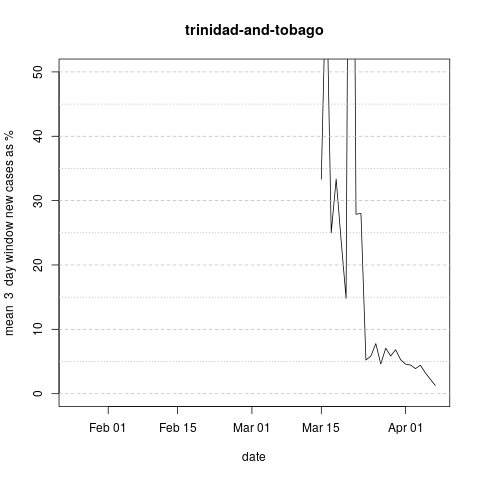 trinidad-and-tobago
mean 3 day window new cases as %
50
40
30
20
10
0
Feb 01 Feb 15 Mar 01 Mar 15 Apr 01
date